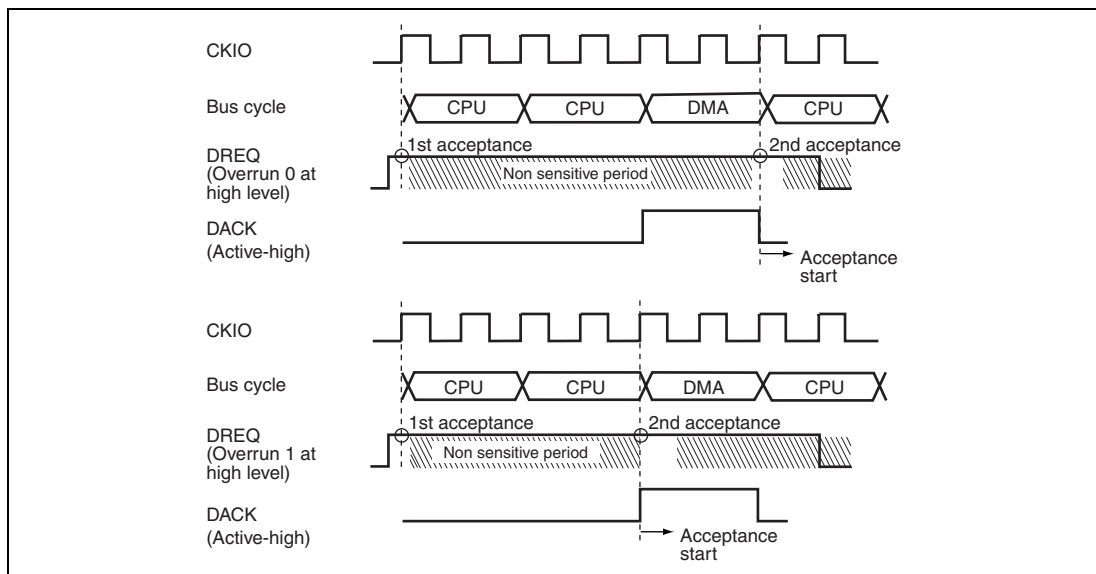 CKIO
Bus cycle CPU CPU DMA CPU
1st acceptance 2nd acceptance
DREQ
(Overrun 0 at
high level)
Non sensitive period
DACK
(Active-high)
Acceptance
start
CKIO
Bus cycle CPU CPU DMA CPU
1st acceptance 2nd acceptance
DREQ
(Overrun 1 at
high level)
Non sensitive period
DACK
(Active-high)
Acceptance
start